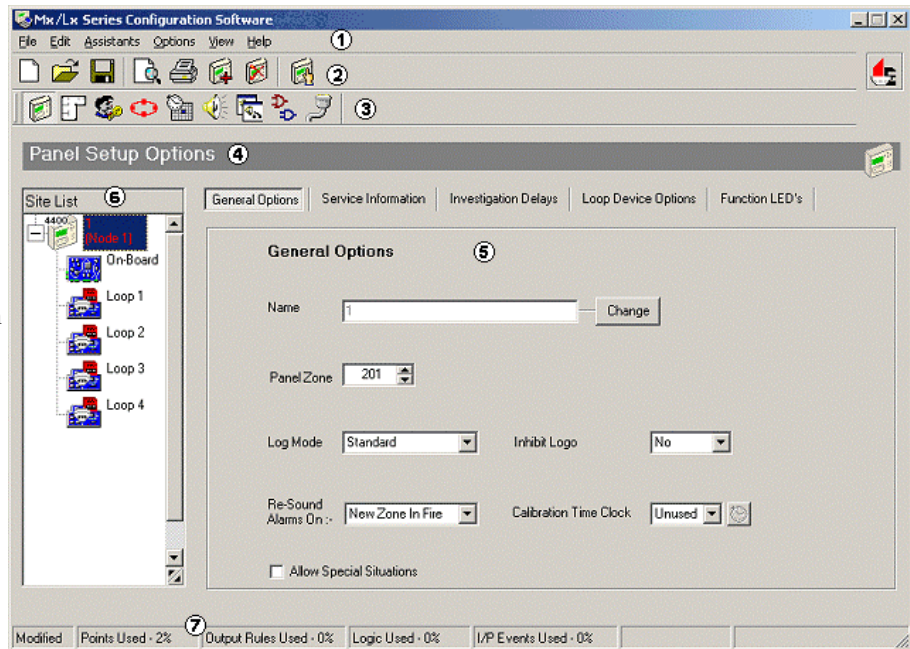 Mx/Lx Series Configuration Software
File Edit Assistants Options View Help 1
2
3
Panel Setup Options 4
Site List 6
4400
1
[Node 1]
On-Board
Loop 1
Loop 2
Loop 3
Loop 4
General Options Service Information Investigation Delays Loop Device Options Function LED's
General Options 5
Name 1 Change
Panel Zone 201
Log Mode Standard Inhibit Logo No
Re-Sound
Alarms On :- New Zone In Fire Calibration Time Clock Unused
Allow Special Situations
7
Modified Points Used - 2% Output Rules Used - 0% Logic Used - 0% I/P Events Used - 0%